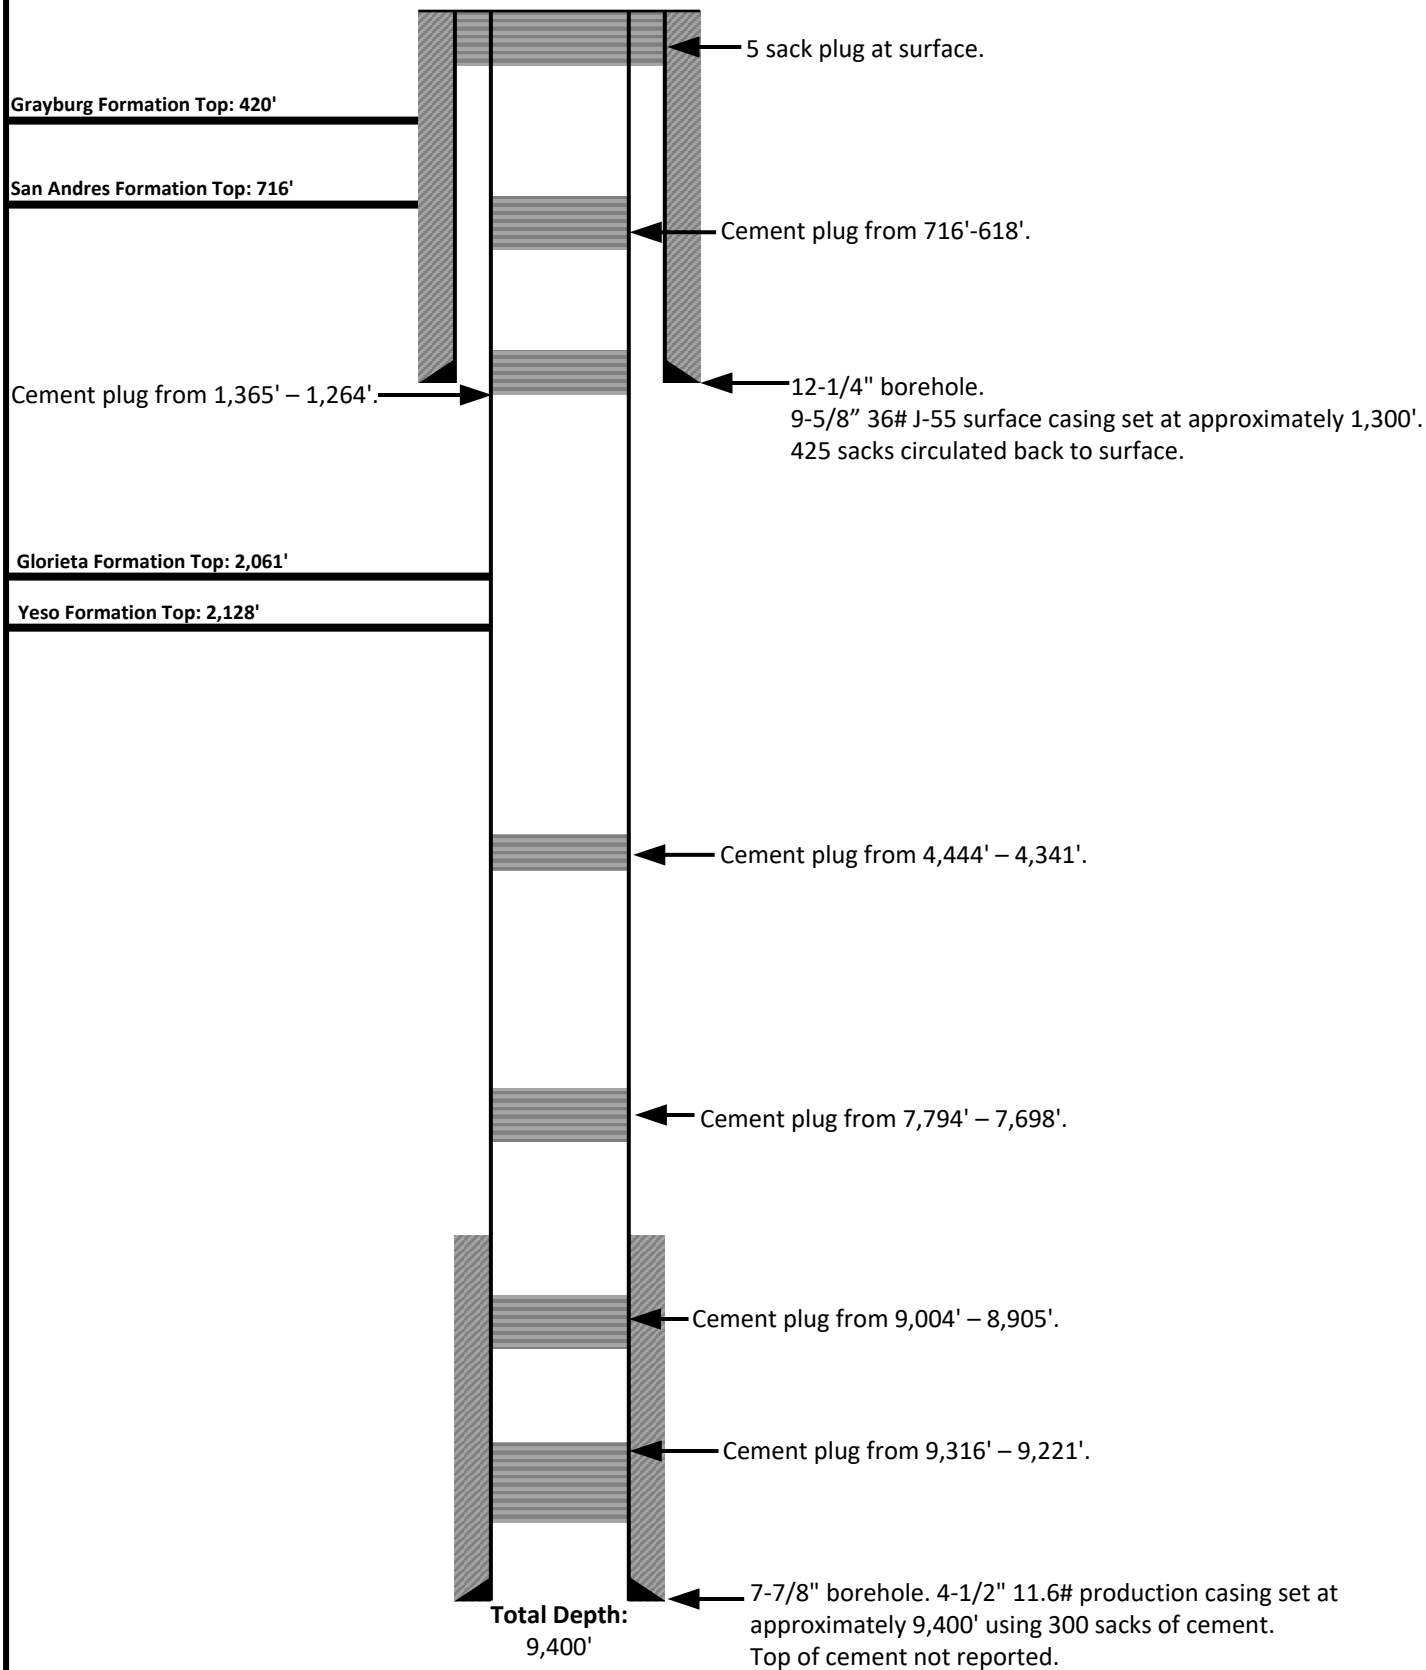 5 sack plug at surface.
Grayburg Formation Top: 420'
San Andres Formation Top: 716'
Cement plug from 716'-618'.
Cement plug from 1,365' – 1,264'.
12-1/4" borehole.
9-5/8” 36# J-55 surface casing set at approximately 1,300'.
425 sacks circulated back to surface.
Glorieta Formation Top: 2,061'
Yeso Formation Top: 2,128'
Cement plug from 4,444' – 4,341'.
Cement plug from 7,794' – 7,698'.
Cement plug from 9,004' – 8,905'.
Cement plug from 9,316' – 9,221'.
7-7/8" borehole. 4-1/2" 11.6# production casing set at
approximately 9,400' using 300 sacks of cement.
Top of cement not reported.
Total Depth:
9,400'